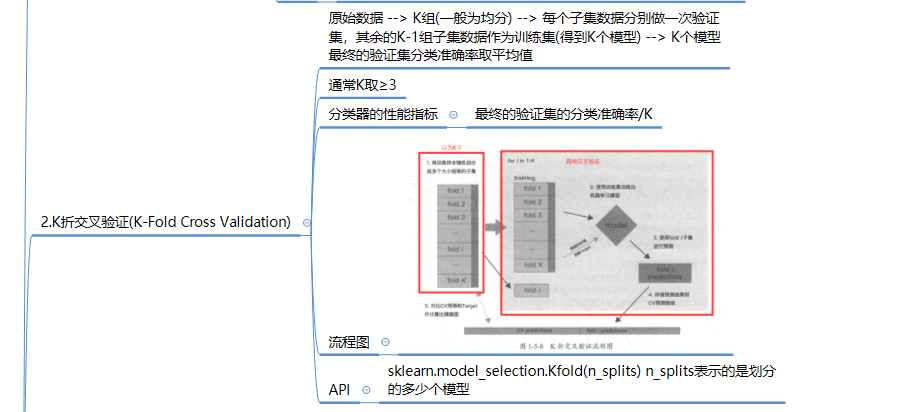 原始数据 --> K组(一般为均分) --> 每个子集数据分别做一次验证
集，其余的K-1组子集数据作为训练集(得到K个模型) --> K个模型
最终的验证集分类准确率取平均值
通常K取≥3
分类器的性能指标
最终的验证集的分类准确率/K
2.K折交叉验证(K-Fold Cross Validation)
分为K个
1. 将训练样本随机划分
成多个大小相等的子集
fold 1
fold 2
fold 3
...
fold i
...
fold K
for i in 1:K
简单交叉验证
training
fold 1
fold 2
fold 3
...
...
fold K
fold i
2. 使用训练集训练出
机器学习模型
model
3. 使用fold i子集
进行预测
fold i
predictions
4. 存储预测结果到
CV预测数组
5. 对比CV预测和Target
并计算出精确度
CV predictions
fold i predictions
图 1-5-8 K 折交叉验证流程图
流程图
API
sklearn.model_selection.Kfold(n_splits) n_splits表示的是划分
的多少个模型